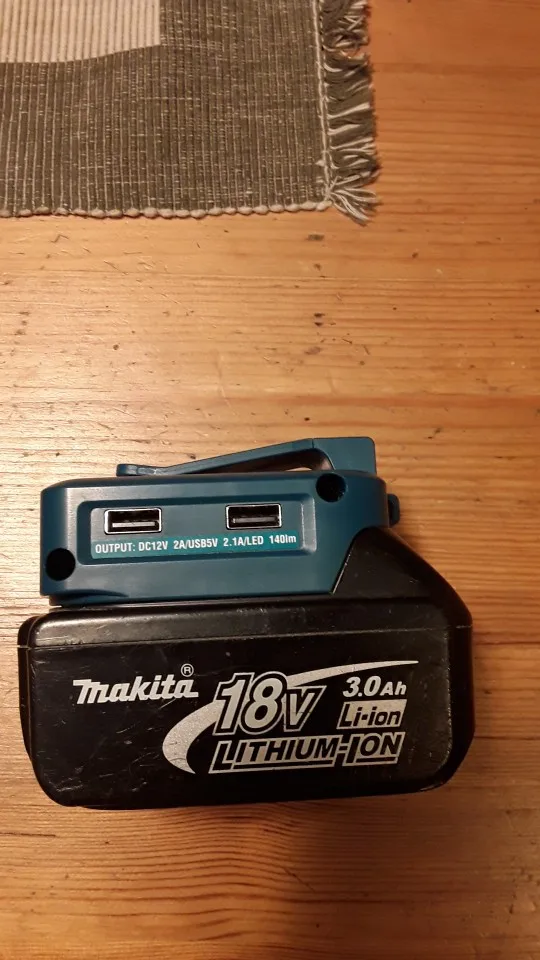 OUTPUT: DC12V 2A/USB5V 2.1A/LED 140lm
makita®
18V
3.0Ah
Li-ion
LITHIUM-ION